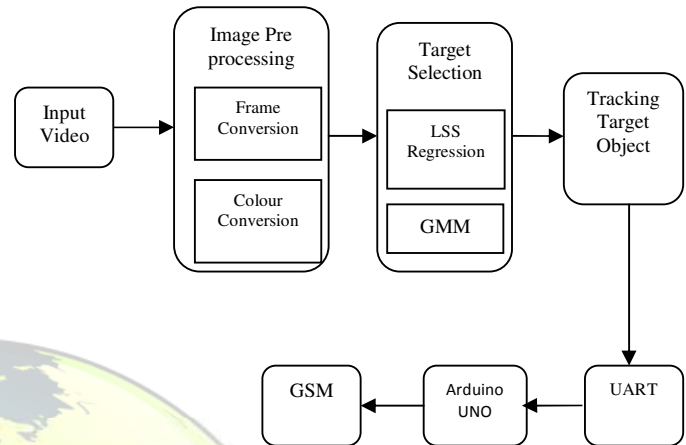 Image Pre
processing
Target
Selection
Input
Video
Frame
Conversion
LSS
Regression
Tracking
Target
Object
Colour
Conversion
GMM
GSM
Arduino
UNO
UART